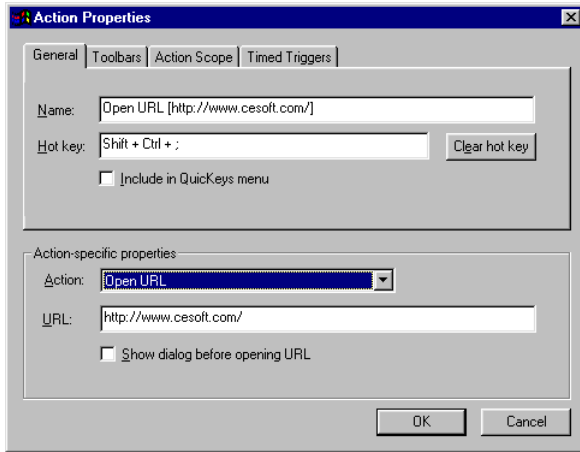 Action Properties
General Toolbars Action Scope Timed Triggers
Name: Open URL [http://www.cesoft.com/]
Hot key: Shift + Ctrl + ; Clear hot key
Include in QuicKeys menu
Action-specific properties
Action: Open URL
URL: http://www.cesoft.com/
Show dialog before opening URL
OK Cancel